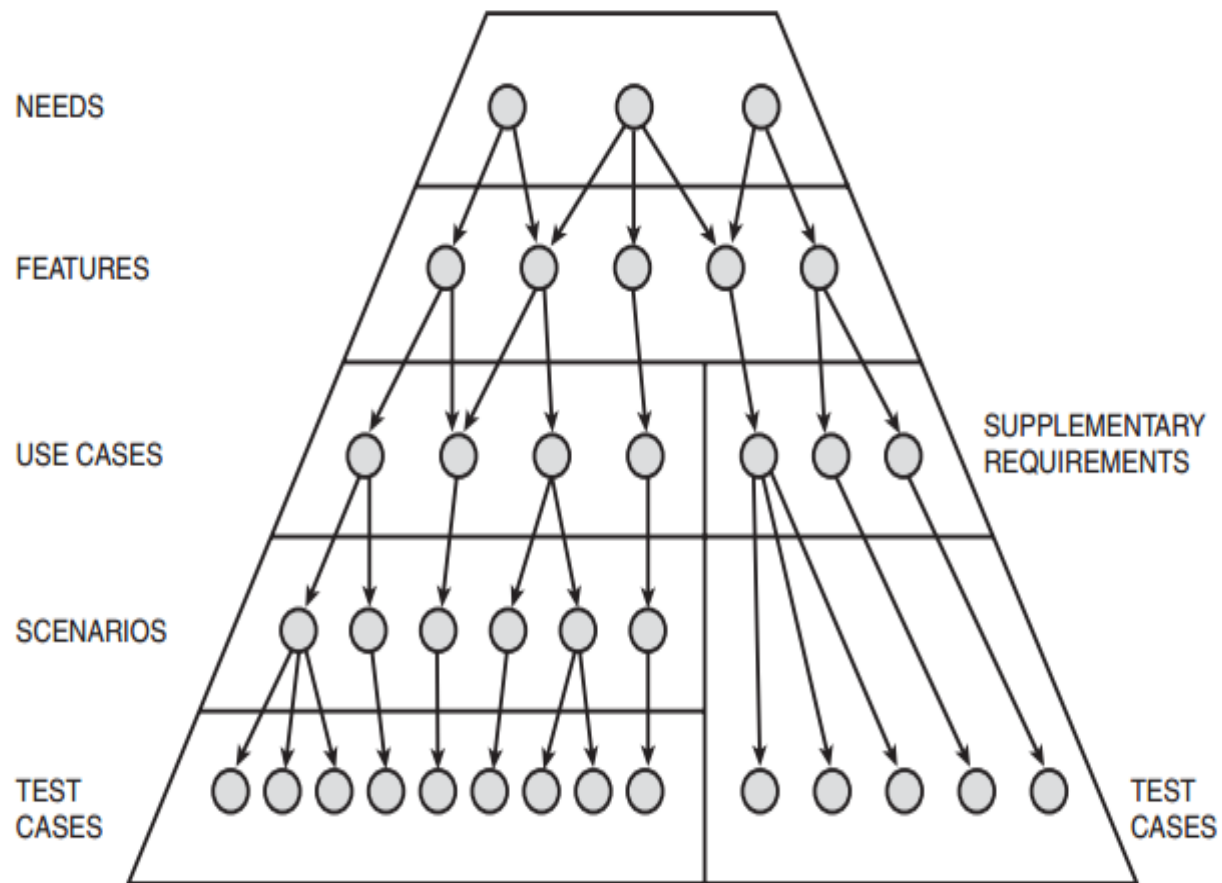 NEEDS
FEATURES
USE CASES
SUPPLEMENTARY
REQUIREMENTS
SCENARIOS
TEST
CASES
TEST
CASES